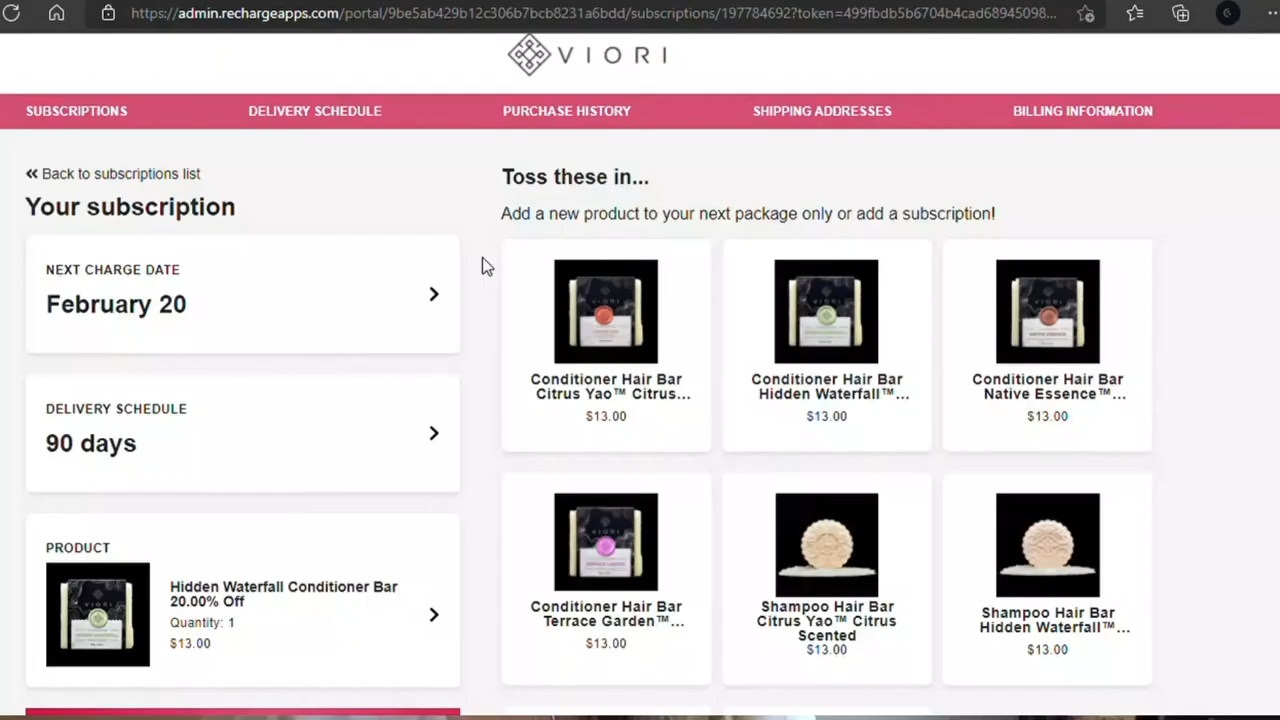 https://admin.rechargeapps.com/portal/9be5ab429b12c306b7bcb8231a6bdd/subscriptions/197784692?token=499fbdb5b6704b4cad68945098...
VIORI
SUBSCRIPTIONS DELIVERY SCHEDULE PURCHASE HISTORY SHIPPING ADDRESSES BILLING INFORMATION
« Back to subscriptions list
Your subscription
NEXT CHARGE DATE
February 20
DELIVERY SCHEDULE
90 days
PRODUCT
VIORI
Hidden Waterfall Conditioner Bar
20.00% Off
Quantity: 1
$13.00
Toss these in...
Add a new product to your next package only or add a subscription!
VIORI
Conditioner Hair Bar
Citrus Yao™ Citrus...
$13.00
VIORI
Conditioner Hair Bar
Hidden Waterfall™...
$13.00
VIORI
Conditioner Hair Bar
Native Essence™...
$13.00
VIORI
Conditioner Hair Bar
Terrace Garden™...
$13.00
Shampoo Hair Bar
Citrus Yao™ Citrus
Scented
$13.00
Shampoo Hair Bar
Hidden Waterfall™...
$13.00